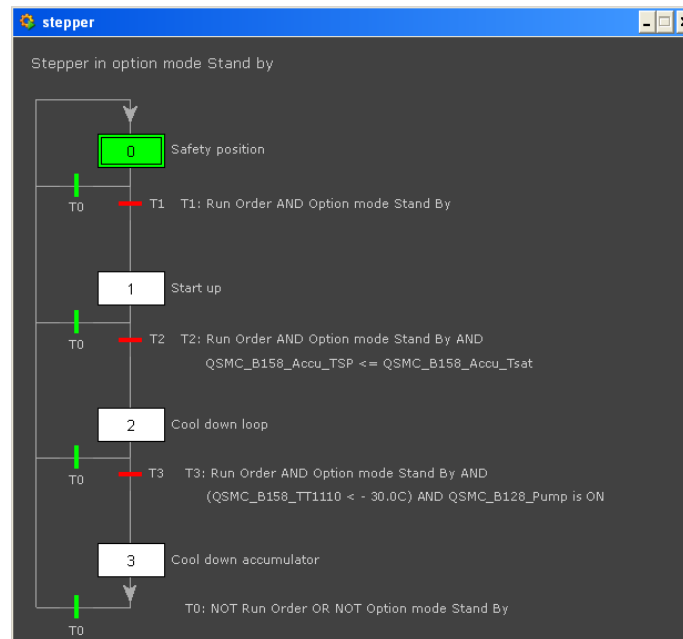 stepper
Stepper in option mode Stand by
0 Safety position
T0
T1 T1: Run Order AND Option mode Stand By
1 Start up
T0
T2 T2: Run Order AND Option mode Stand By AND
QSMC_B158_Accu_TSP <= QSMC_B158_Accu_Tsat
2 Cool down loop
T0
T3 T3: Run Order AND Option mode Stand By AND
(QSMC_B158_TT1110 < - 30.0C) AND QSMC_B128_Pump is ON
3 Cool down accumulator
T0: NOT Run Order OR NOT Option mode Stand By
T0